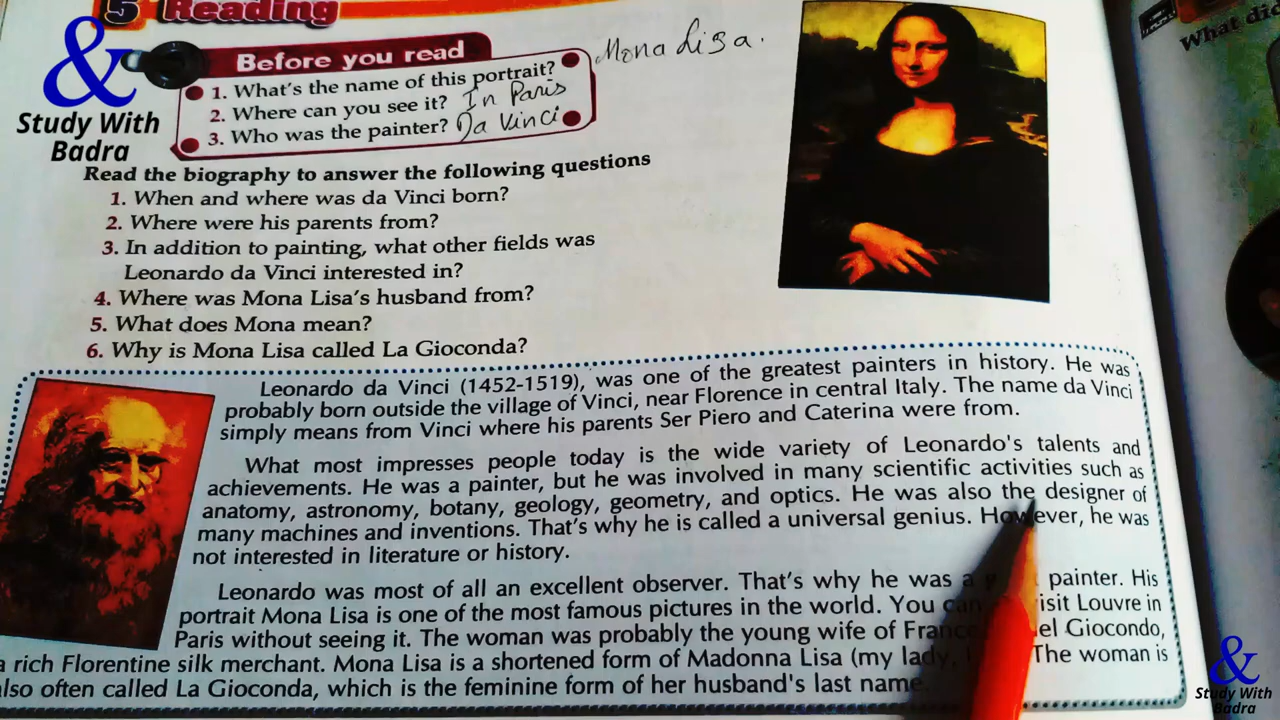 5 Reading
What did
&
Study With
Badra
Before you read
Mona Lisa.
1. What's the name of this portrait?
2. Where can you see it? In Paris
3. Who was the painter? Da Vinci
Read the biography to answer the following questions
1. When and where was da Vinci born?
2. Where were his parents from?
3. In addition to painting, what other fields was
Leonardo da Vinci interested in?
4. Where was Mona Lisa's husband from?
5. What does Mona mean?
6. Why is Mona Lisa called La Gioconda?
Leonardo da Vinci (1452-1519), was one of the greatest painters in history. He was
probably born outside the village of Vinci, near Florence in central Italy. The name da Vinci
simply means from Vinci where his parents Ser Piero and Caterina were from.
What most impresses people today is the wide variety of Leonardo's talents and
achievements. He was a painter, but he was involved in many scientific activities such as
anatomy, astronomy, botany, geology, geometry, and optics. He was also the designer of
many machines and inventions. That's why he is called a universal genius. However, he was
not interested in literature or history.
Leonardo was most of all an excellent observer. That's why he was a painter. His
portrait Mona Lisa is one of the most famous pictures in the world. You can Louvre in
Paris without seeing it. The woman was probably the young wife of Giocondo,
a rich Florentine silk merchant. Mona Lisa is a shortened form of Madonna Lisa (my lady, The woman is
also often called La Gioconda, which is the feminine form of her husband's last name
&
Study With
Badra